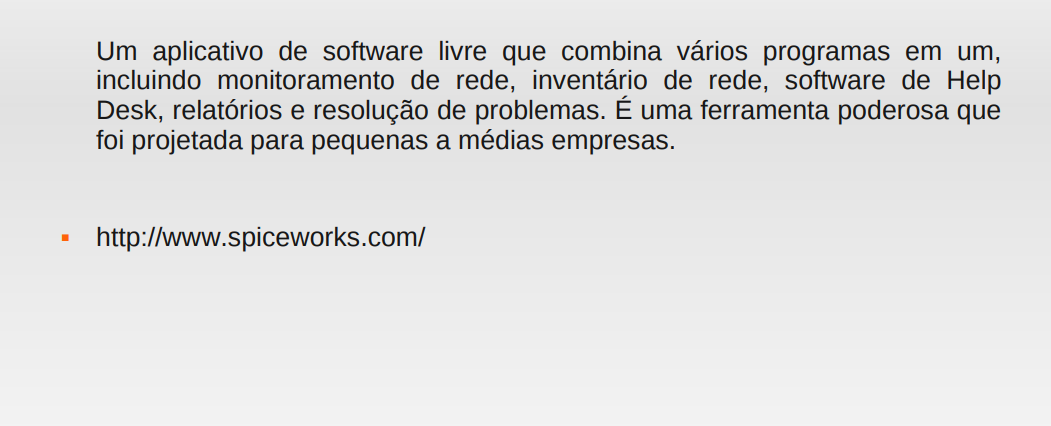 Um aplicativo de software livre que combina vários programas em um,
incluindo monitoramento de rede, inventário de rede, software de Help
Desk, relatórios e resolução de problemas. É uma ferramenta poderosa que
foi projetada para pequenas a médias empresas.
http://www.spiceworks.com/